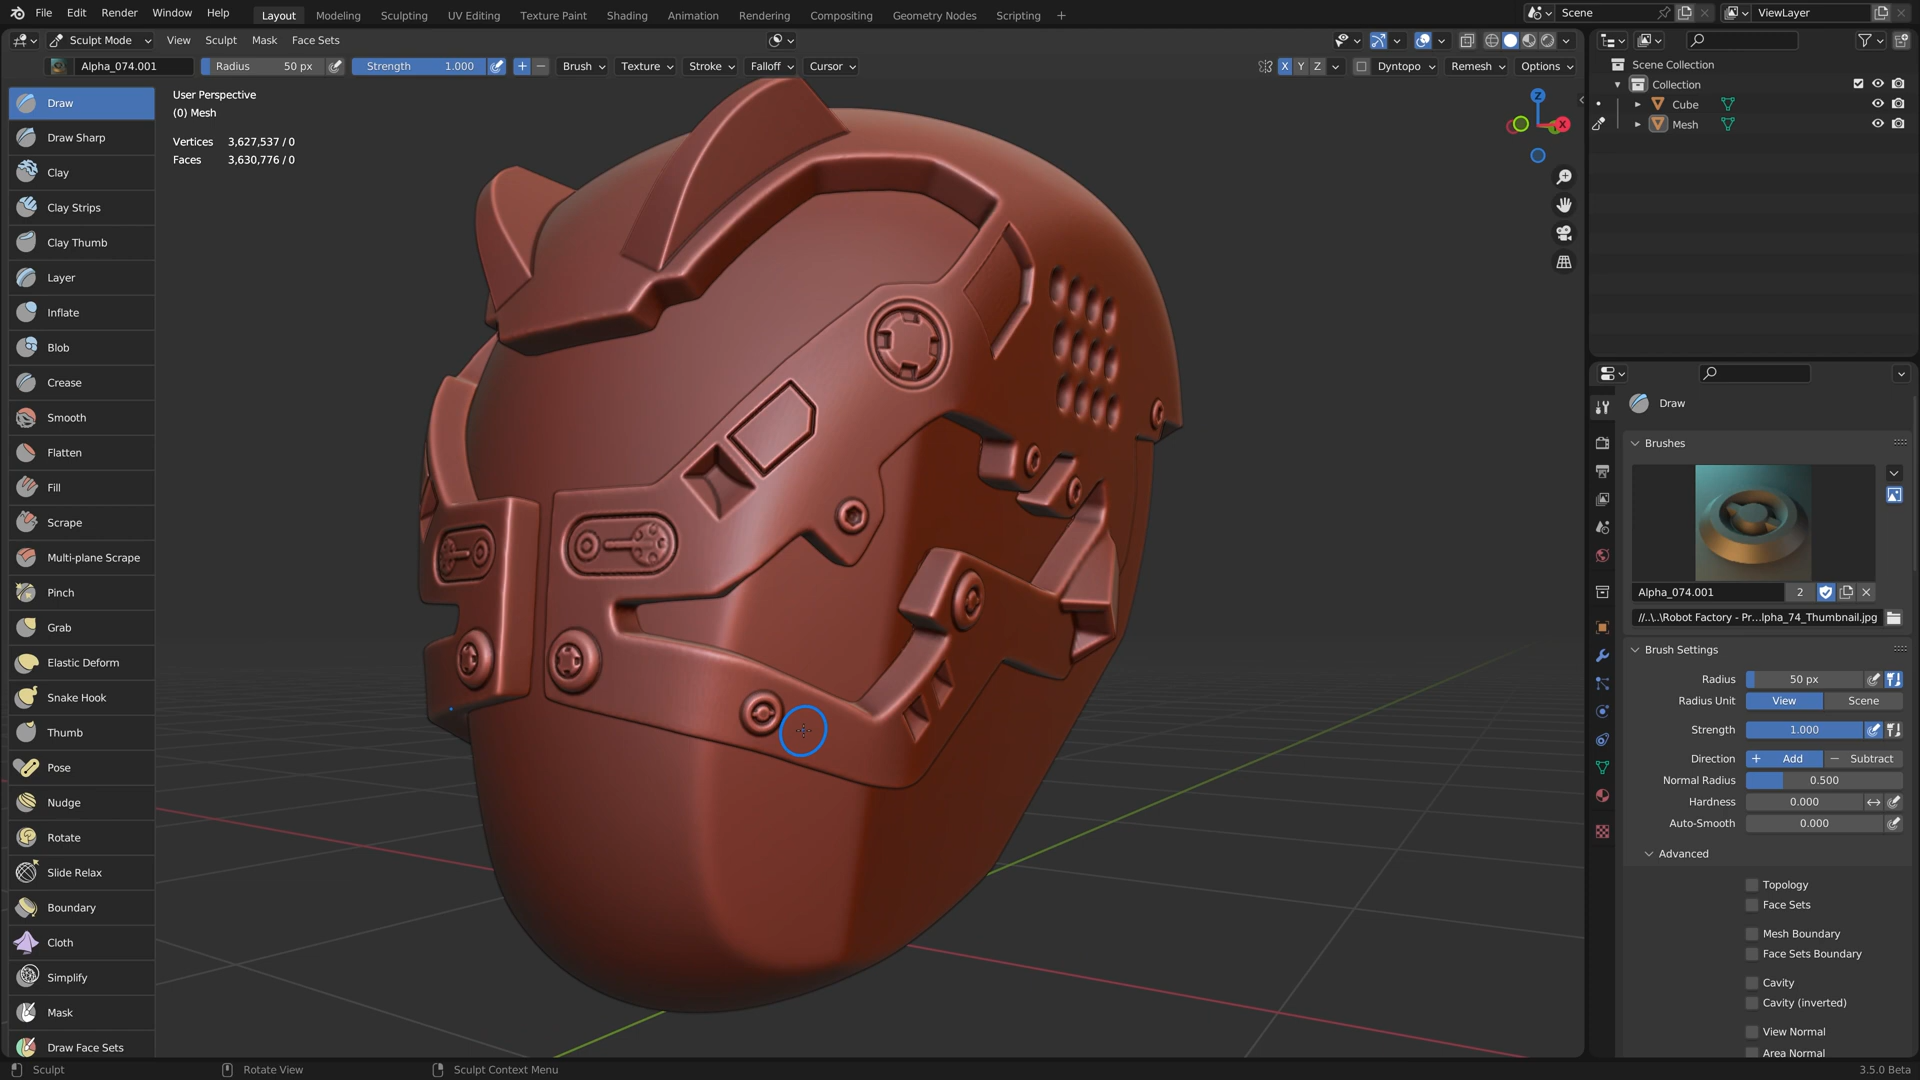 File Edit Render Window Help Layout Modeling Sculpting UV Editing Texture Paint Shading Animation Rendering Compositing Geometry Nodes Scripting + Scene ViewLayer
Sculpt Mode View Sculpt Mask Face Sets
Alpha_074.001 Radius 50 px Strength 1.000 Brush Texture Stroke Falloff Cursor X Y Z Dyntopo Remesh Options
User Perspective
(0) Mesh
Vertices 3,627,537 / 0
Faces 3,630,776 / 0
Z
X
Draw
Draw Sharp
Clay
Clay Strips
Clay Thumb
Layer
Inflate
Blob
Crease
Smooth
Flatten
Fill
Scrape
Multi-plane Scrape
Pinch
Grab
Elastic Deform
Snake Hook
Thumb
Pose
Nudge
Rotate
Slide Relax
Boundary
Cloth
Simplify
Mask
Draw Face Sets
Scene Collection
Collection
Cube
Mesh
Draw
Brushes
Alpha_074.001 2
//..\..\Robot Factory - Pr...lpha_74_Thumbnail.jpg
Brush Settings
Radius 50 px
Radius Unit View Scene
Strength 1.000
Direction + Add − Subtract
Normal Radius 0.500
Hardness 0.000
Auto-Smooth 0.000
Advanced
Topology
Face Sets
Mesh Boundary
Face Sets Boundary
Cavity
Cavity (inverted)
View Normal
Area Normal
Sculpt Rotate View Sculpt Context Menu 3.5.0 Beta